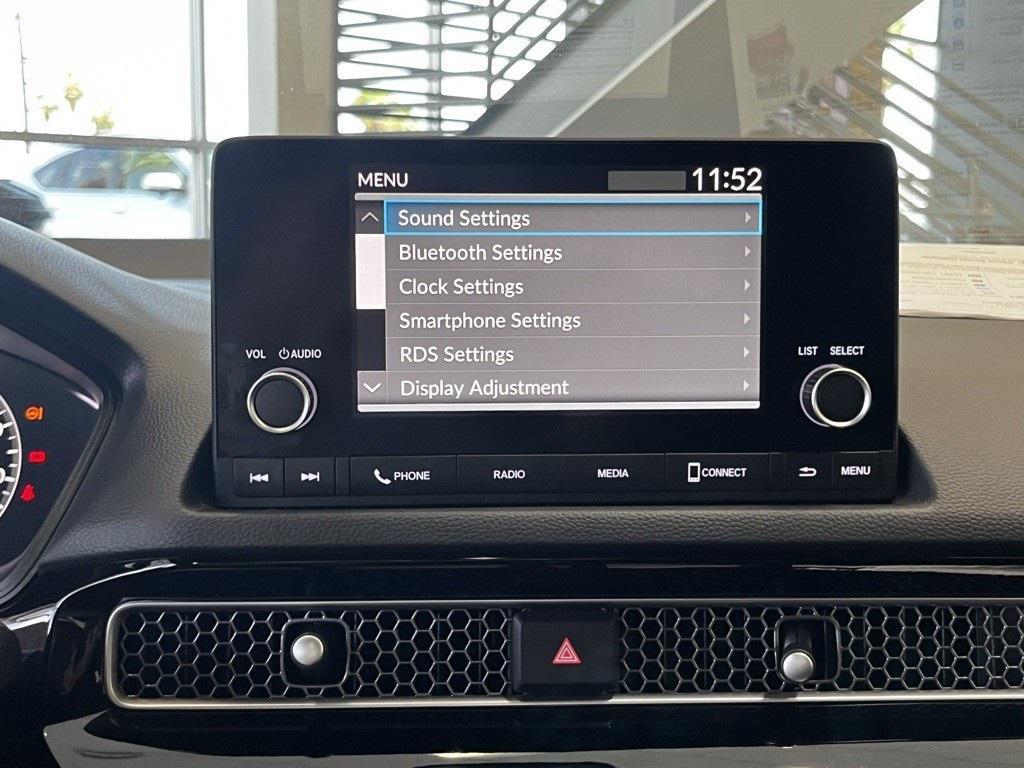 MENU 11:52
Sound Settings
Bluetooth Settings
Clock Settings
Smartphone Settings
RDS Settings
Display Adjustment
VOL AUDIO
LIST SELECT
PHONE RADIO MEDIA CONNECT MENU